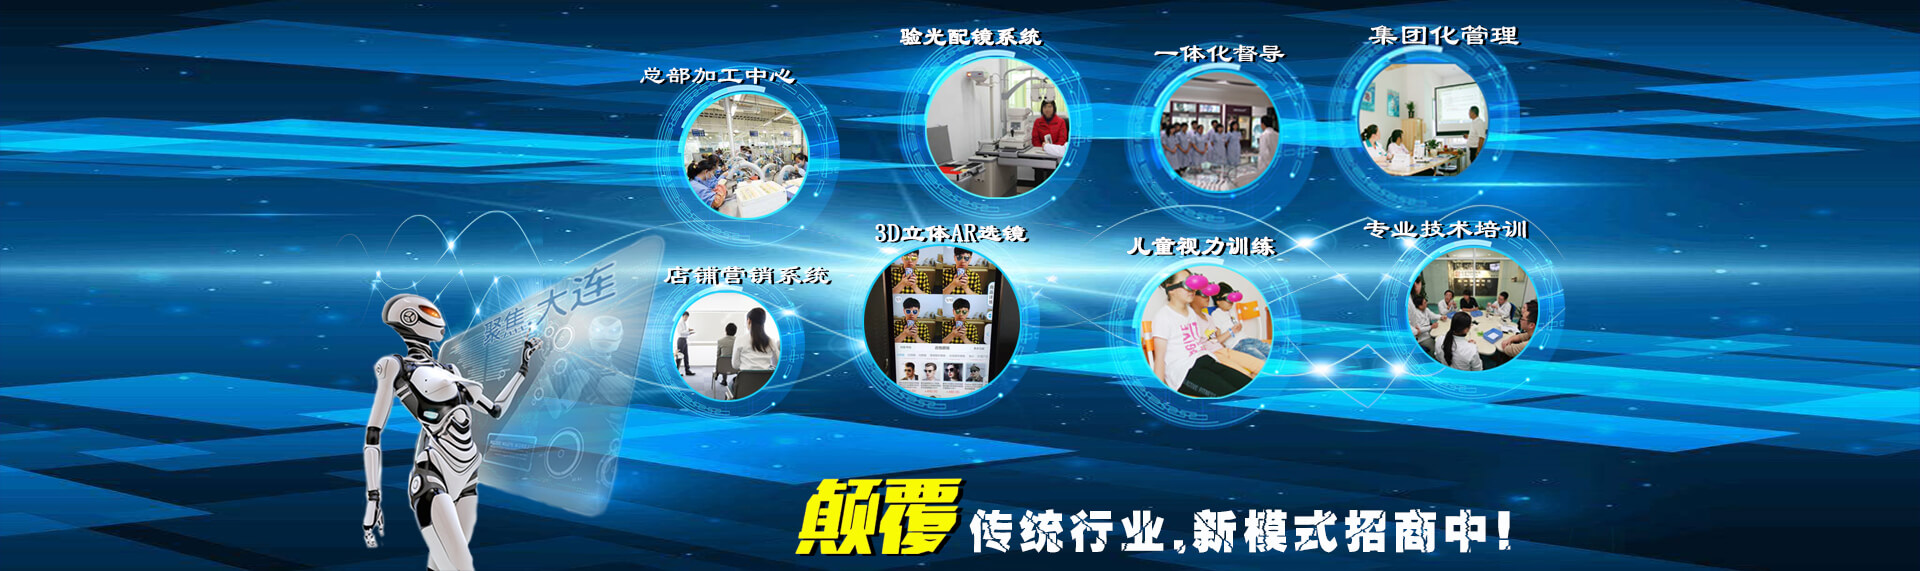 验光配镜系统
一体化督导
集团化管理
总部加工中心
3D立体AR选镜
儿童视力训练
专业技术培训
店铺营销系统
聚焦大连
颠覆传统行业,新模式招商中!